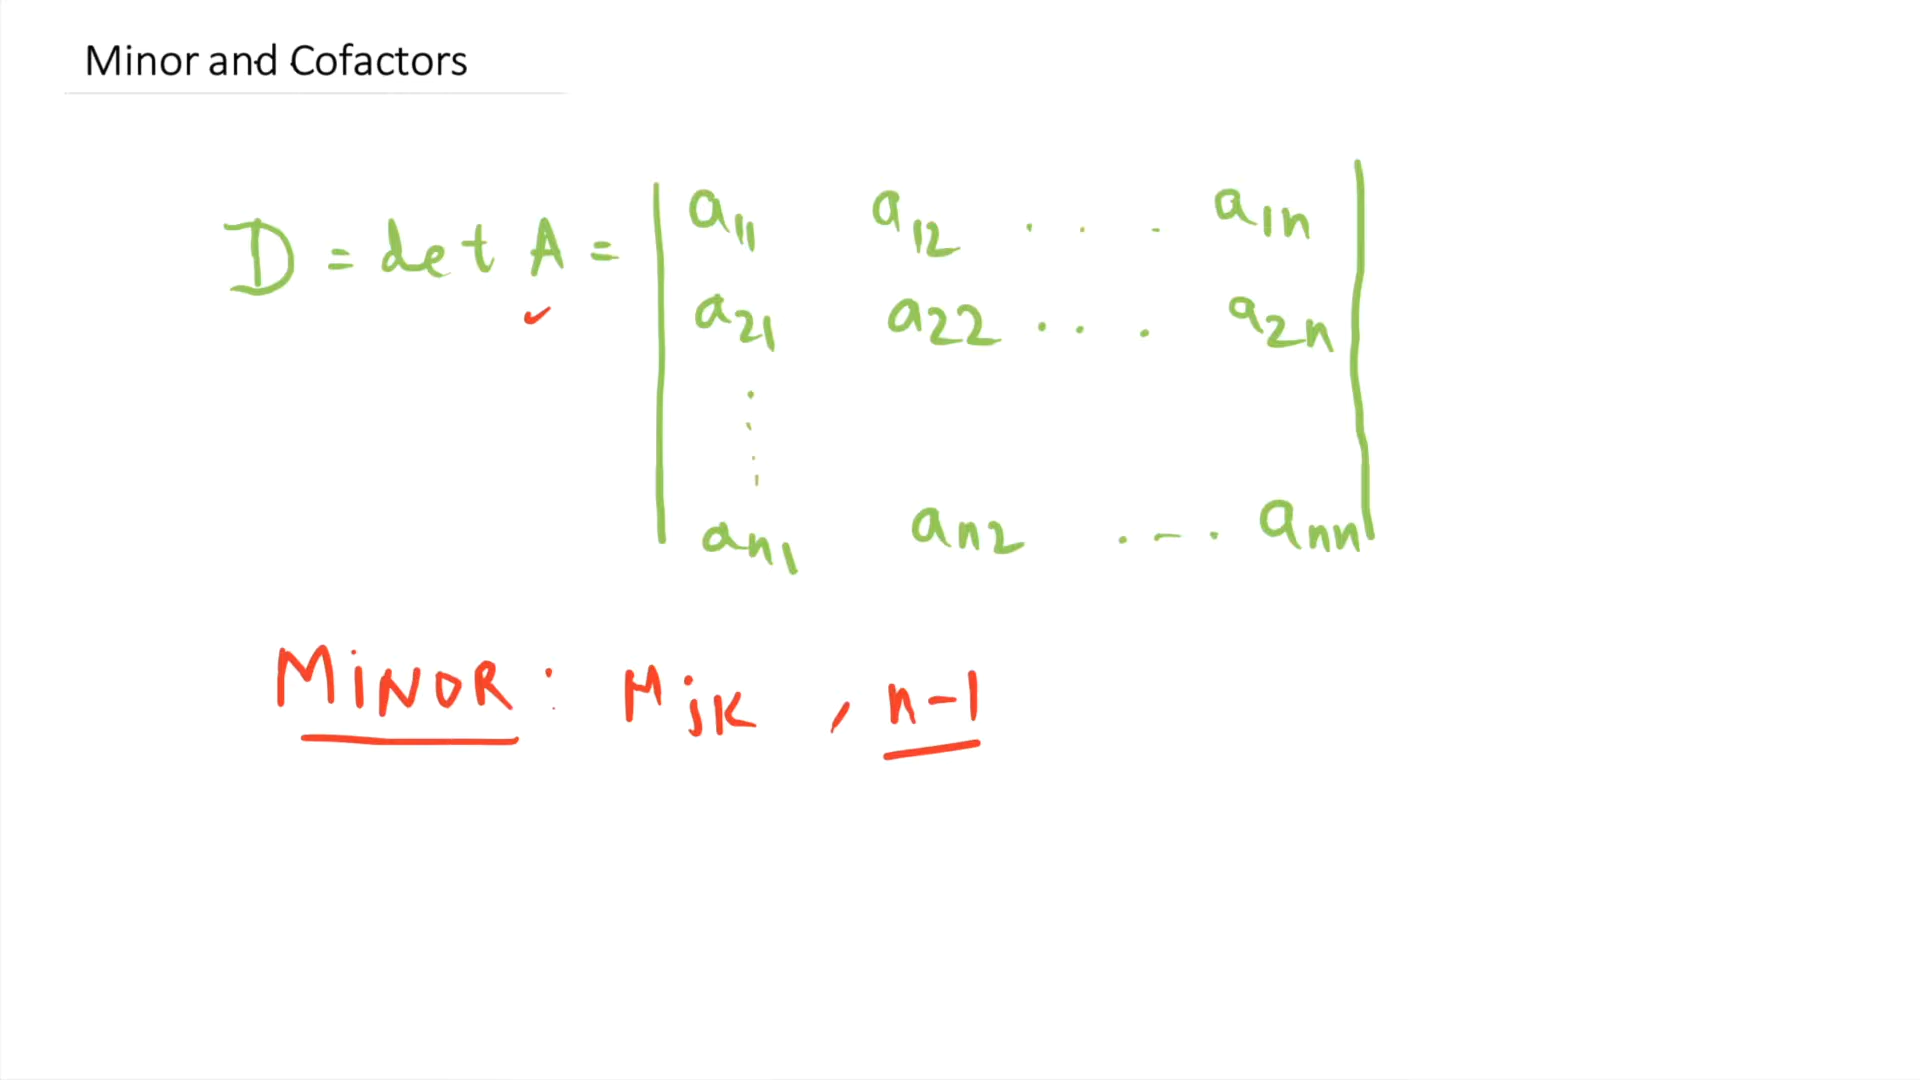 Minor and Cofactors
D = det A = | a11 a12 . . . a1n |
a21 a22 . . . a2n
an1 an2 . - . ann
MINOR : Mjk , n-1